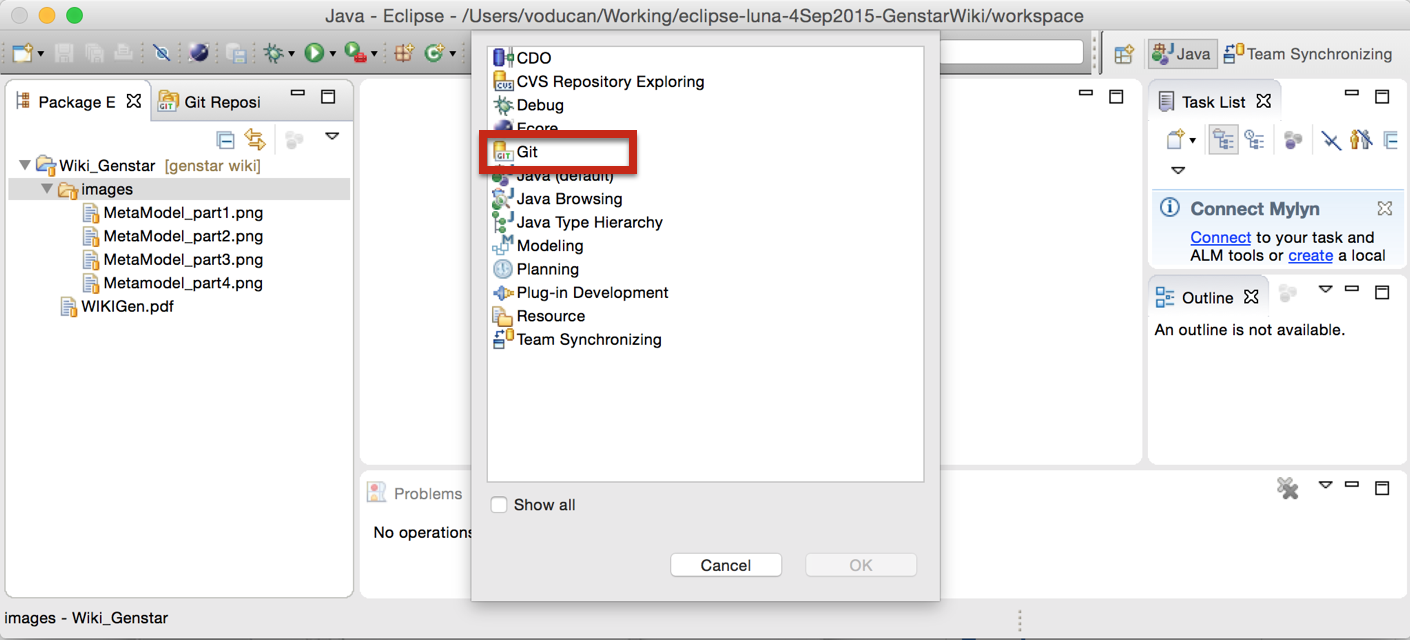 Java - Eclipse - /Users/voducan/Working/eclipse-luna-4Sep2015-GenstarWiki/workspace
Java
Team Synchronizing
Package E
Git Reposi
Wiki_Genstar [genstar wiki]
images
MetaModel_part1.png
MetaModel_part2.png
MetaModel_part3.png
Metamodel_part4.png
WIKIGen.pdf
CDO
CVS Repository Exploring
Debug
Ecore
Git
Java (default)
Java Browsing
Java Type Hierarchy
Modeling
Planning
Plug-in Development
Resource
Team Synchronizing
Show all
Cancel
OK
Task List
Connect Mylyn
Connect to your task and
ALM tools or create a local
Outline
An outline is not available.
Problems
No operations
images - Wiki_Genstar